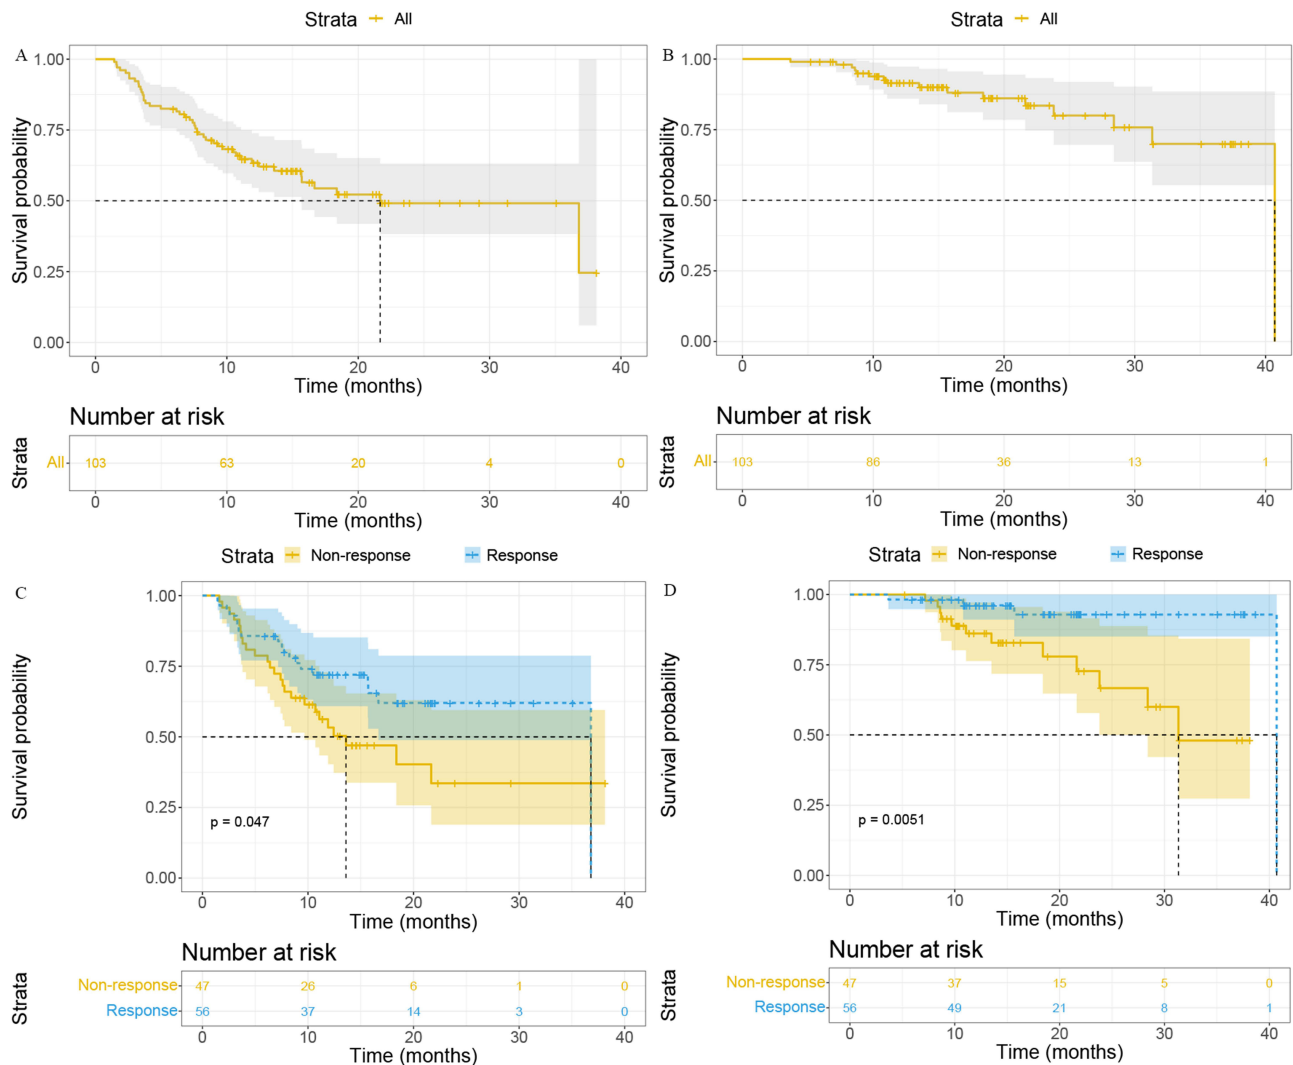 Strata All
A
1.00
0.75
0.50
0.25
0.00
Survival probability
0 10 20 30 40
Time (months)
Number at risk
Strata
All 103 63 20 4 0
0 10 20 30 40
Time (months)
Strata All
B
1.00
0.75
0.50
0.25
0.00
Survival probability
0 10 20 30 40
Time (months)
Number at risk
Strata
All 103 86 36 13 1
0 10 20 30 40
Time (months)
Strata Non-response Response
C
1.00
0.75
0.50
0.25
0.00
Survival probability
p = 0.047
0 10 20 30 40
Time (months)
Number at risk
Strata
Non-response 47 26 6 1 0
Response 56 37 14 3 0
0 10 20 30 40
Time (months)
Strata Non-response Response
D
1.00
0.75
0.50
0.25
0.00
Survival probability
p = 0.0051
0 10 20 30 40
Time (months)
Number at risk
Strata
Non-response 47 37 15 5 0
Response 56 49 21 8 1
0 10 20 30 40
Time (months)